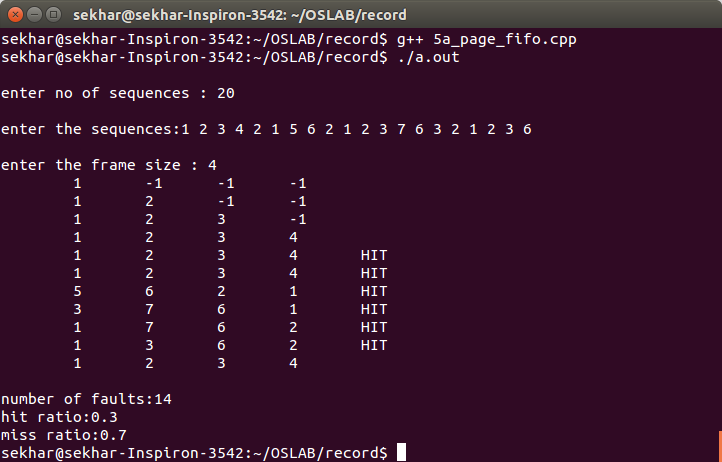 sekhar@sekhar-Inspiron-3542: ~/OSLAB/record
sekhar@sekhar-Inspiron-3542:~/OSLAB/record$ g++ 5a_page_fifo.cpp
sekhar@sekhar-Inspiron-3542:~/OSLAB/record$ ./a.out
enter no of sequences : 20
enter the sequences:1 2 3 4 2 1 5 6 2 1 2 3 7 6 3 2 1 2 3 6
enter the frame size : 4
1 -1 -1 -1
1 2 -1 -1
1 2 3 -1
1 2 3 4
1 2 3 4 HIT
1 2 3 4 HIT
5 6 2 1 HIT
3 7 6 1 HIT
1 7 6 2 HIT
1 3 6 2 HIT
1 2 3 4
number of faults:14
hit ratio:0.3
miss ratio:0.7
sekhar@sekhar-Inspiron-3542:~/OSLAB/record$